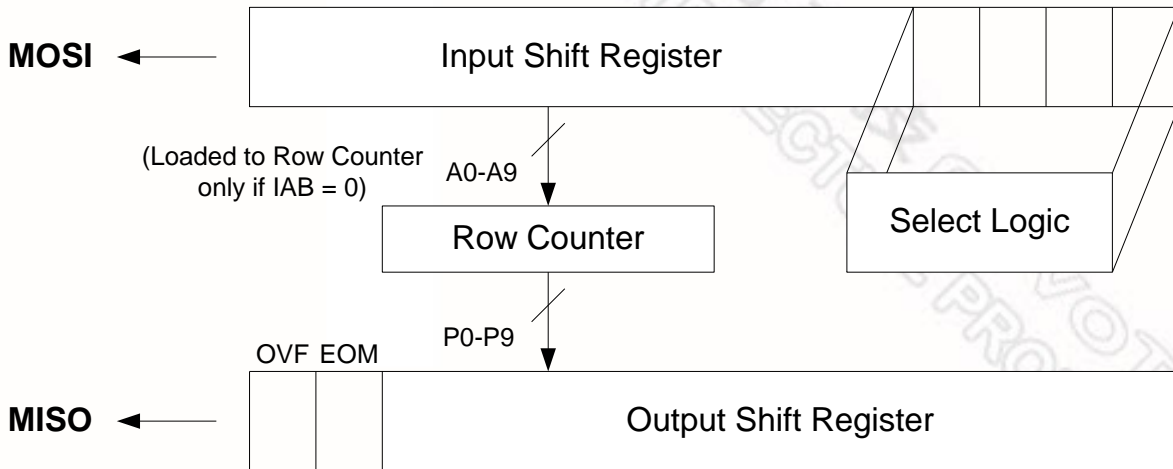 MOSI
Input Shift Register
(Loaded to Row Counter
only if IAB = 0)
A0-A9
Row Counter
Select Logic
P0-P9
OVF EOM
MISO
Output Shift Register